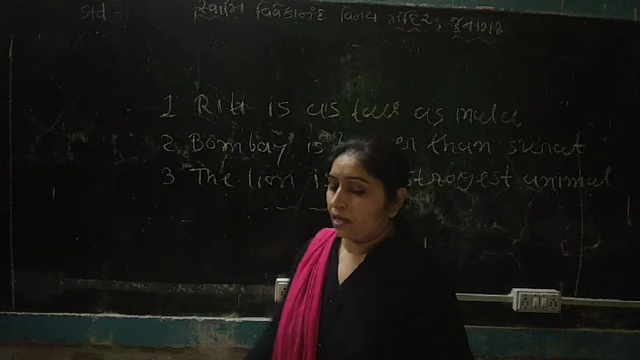 std- સ્વામિ વિવેકાનંદ વિનય મંદિર, જૂનાગઢ
1 Riti is as tall as mala
2 Bombay is than surat
3 The lion is strogest animal